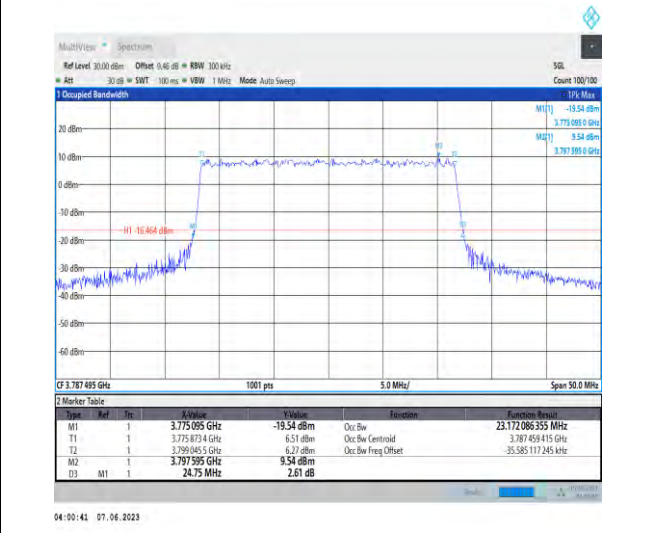 MultiView Spectrum
Ref Level 30.00 dBm Offset 9.46 dB RBW 300 kHz SGL
Att 30 dB SWT 100 ms VBW 1 MHz Mode Auto Sweep Count 100/100
1 Occupied Bandwidth 1Pk Max
M1[1] -19.54 dBm
3.775 095 0 GHz
20 dBm
M2[1] 9.54 dBm
3.797 595 0 GHz
M2
10 dBm
T1 T2
0 dBm
-10 dBm
H1 -16.464 dBm M1 D3
-20 dBm
-30 dBm
-40 dBm
-50 dBm
-60 dBm
CF 3.787 495 GHz 1001 pts 5.0 MHz/ Span 50.0 MHz
2 Marker Table
Type Ref Trc X-Value Y-Value Function Function Result
M1 1 3.775 095 GHz -19.54 dBm Occ Bw 23.172 086 355 MHz
T1 1 3.775 873 4 GHz 6.51 dBm Occ Bw Centroid 3.787 459 415 GHz
T2 1 3.799 045 5 GHz 6.27 dBm Occ Bw Freq Offset -35.585 117 245 kHz
M2 1 3.797 595 GHz 9.54 dBm
D3 M1 1 24.75 MHz 2.61 dB
04:00:41 07.06.2023